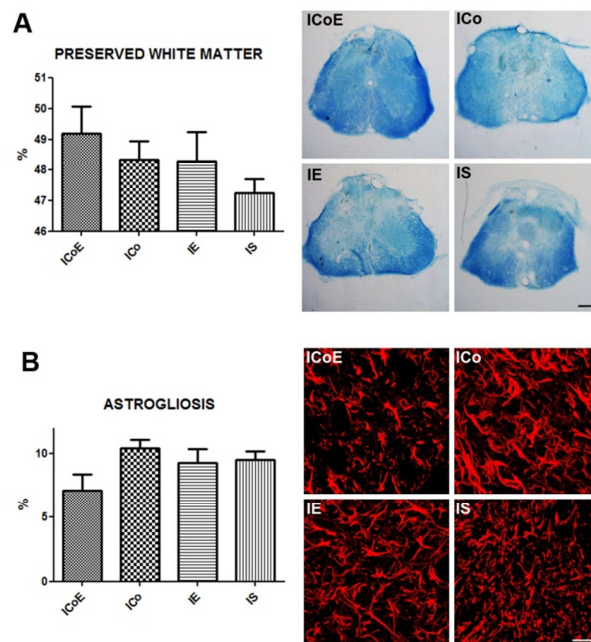 A
PRESERVED WHITE MATTER
51
50
49
48
47
46
%
ICoE
ICo
IE
IS
ICoE
ICo
IE
IS
B
ASTROGLIOSIS
10
5
0
%
ICoE
ICo
IE
IS
ICoE
ICo
IE
IS